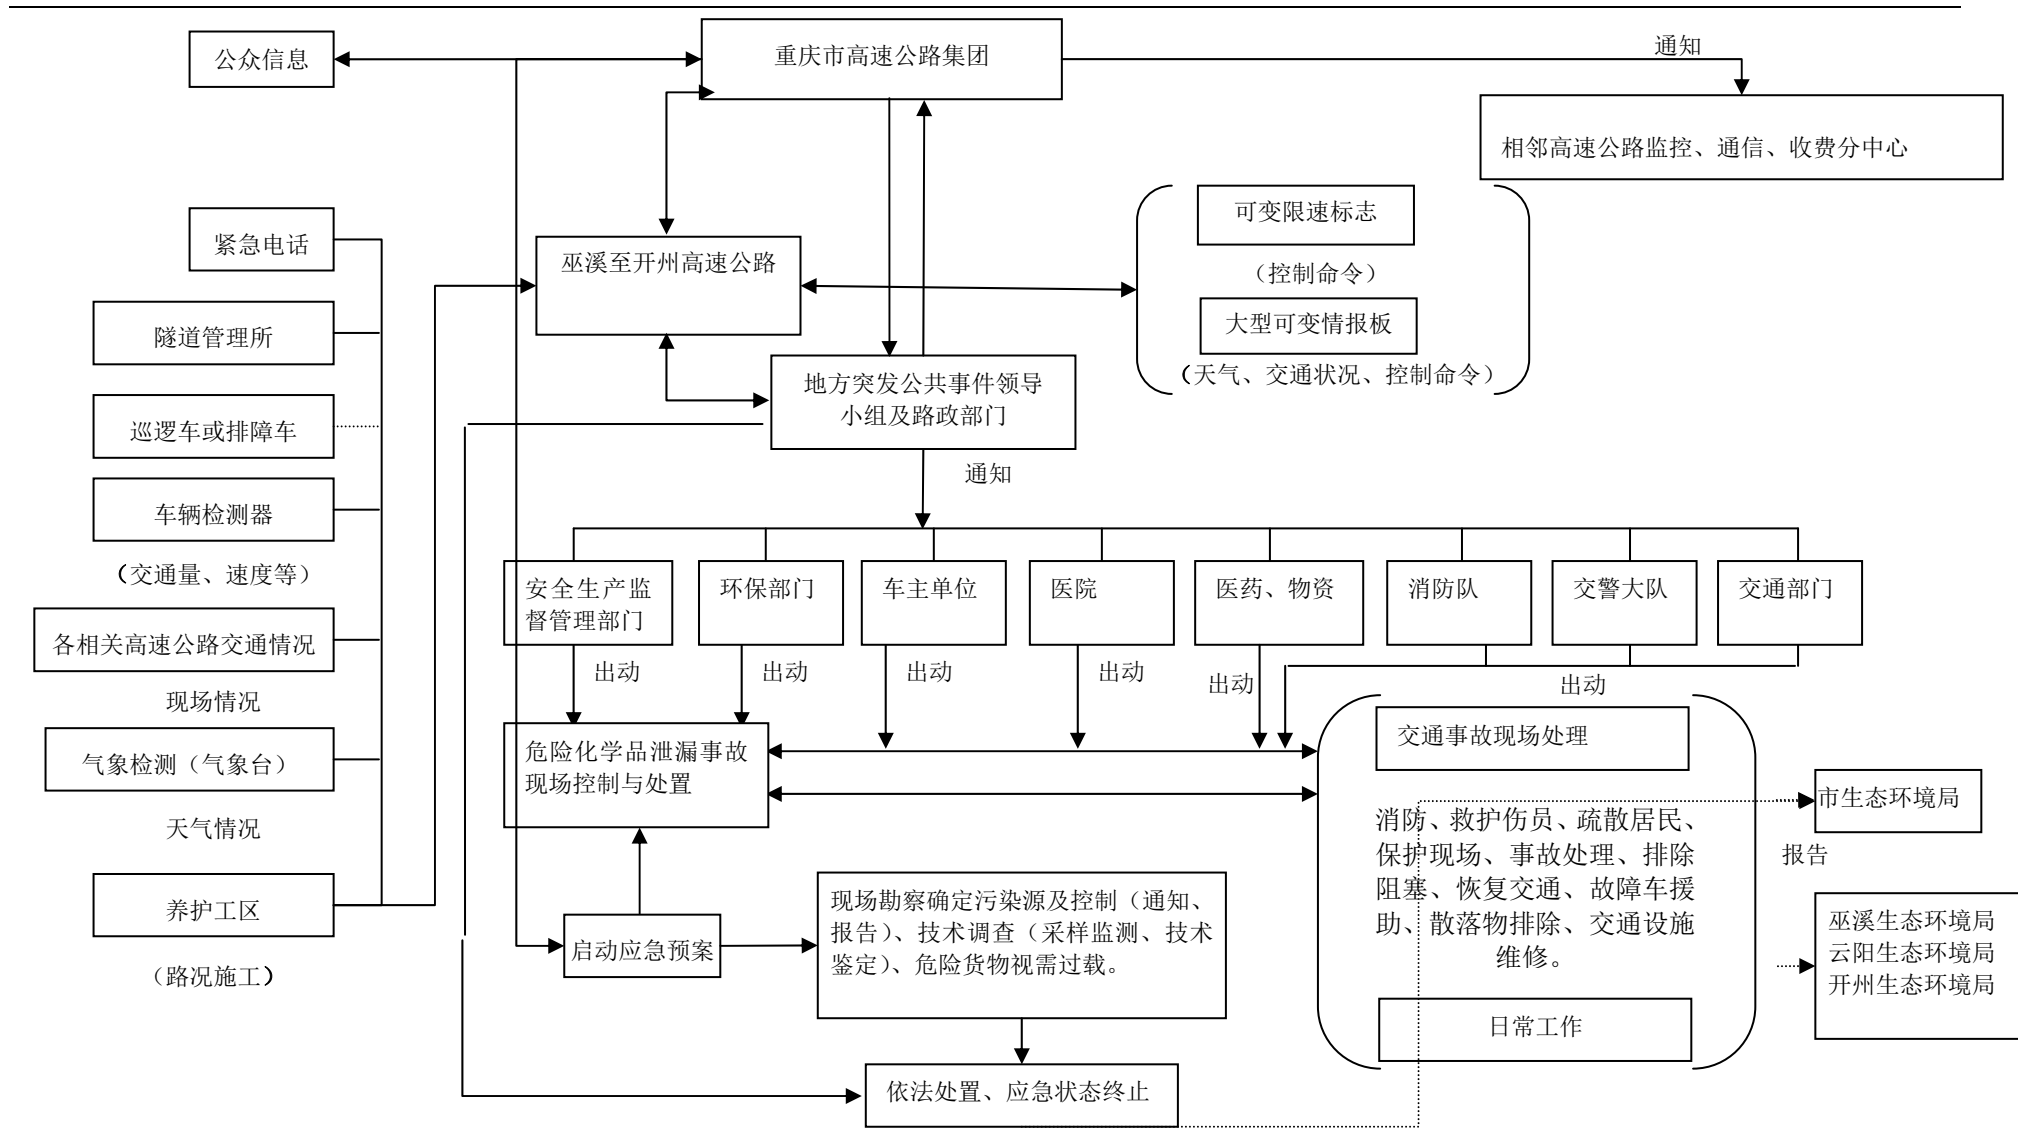 公众信息
重庆市高速公路集团
通知
相邻高速公路监控、通信、收费分中心
可变限速标志
（控制命令）
大型可变情报板
（天气、交通状况、控制命令）
紧急电话
巫溪至开州高速公路
隧道管理所
地方突发公共事件领导
小组及路政部门
巡逻车或排障车
通知
车辆检测器
（交通量、速度等）
安全生产监
督管理部门
环保部门
车主单位
医院
医药、物资
消防队
交警大队
交通部门
各相关高速公路交通情况
现场情况
出动
出动
出动
出动
出动
出动
气象检测（气象台）
天气情况
危险化学品泄漏事故
现场控制与处置
交通事故现场处理
消防、救护伤员、疏散居民、
保护现场、事故处理、排除
阻塞、恢复交通、故障车援
助、散落物排除、交通设施
维修。
日常工作
市生态环境局
报告
巫溪生态环境局
云阳生态环境局
开州生态环境局
养护工区
（路况施工）
启动应急预案
现场勘察确定污染源及控制（通知、
报告）、技术调查（采样监测、技术
鉴定）、危险货物视需过载。
依法处置、应急状态终止